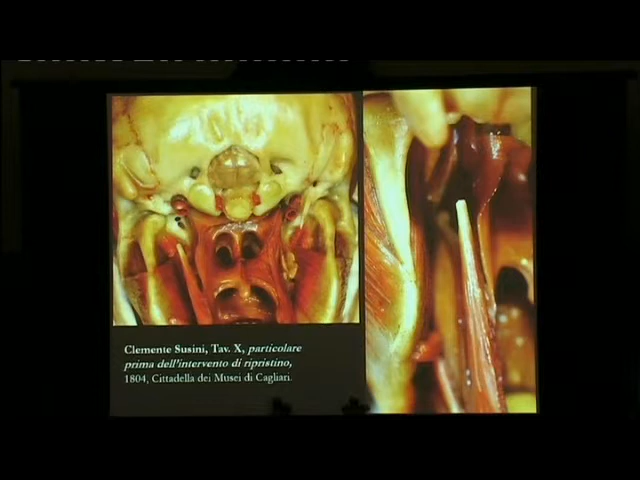 Clemente Susini, Tav. X, particolare
prima dell'intervento di ripristino,
1804, Cittadella dei Musei di Cagliari.